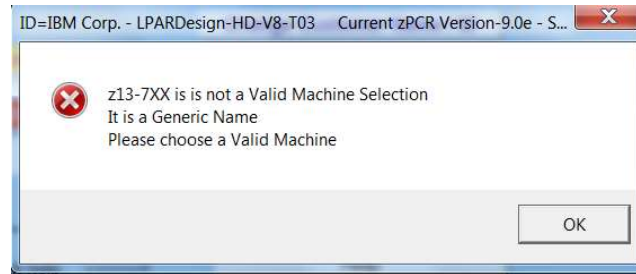 ID=IBM Corp. - LPARDesign-HD-V8-T03 Current zPCR Version-9.0e - S...
z13-7XX is is not a Valid Machine Selection
It is a Generic Name
Please choose a Valid Machine
OK